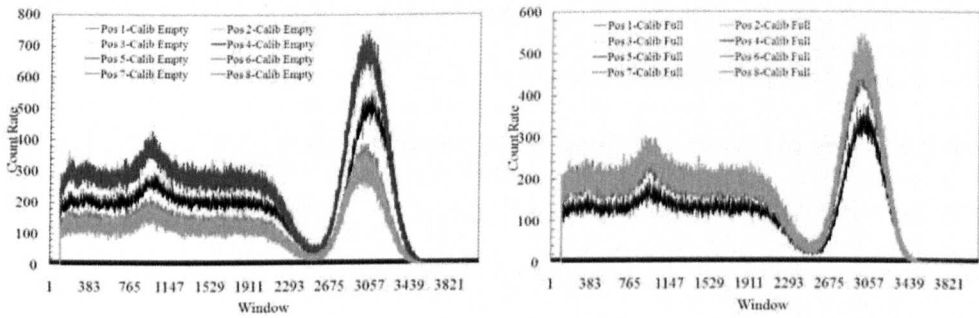 800
700
600
500
400
300
200
100
0
Count Rate
Pos 1-Calib Empty Pos 2-Calib Empty
Pos 3-Calib Empty Pos 4-Calib Empty
Pos 5-Calib Empty Pos 6-Calib Empty
Pos 7-Calib Empty Pos 8-Calib Empty
1 383 765 1147 1529 1911 2293 2675 3057 3439 3821
Window
600
500
400
300
200
100
0
Count Rate
Pos 1-Calib Full Pos 2-Calib Full
Pos 3-Calib Full Pos 4-Calib Full
Pos 5-Calib Full Pos 6-Calib Full
Pos 7-Calib Full Pos 8-Calib Full
1 383 765 1147 1529 1911 2293 2675 3057 3439 3821
Window